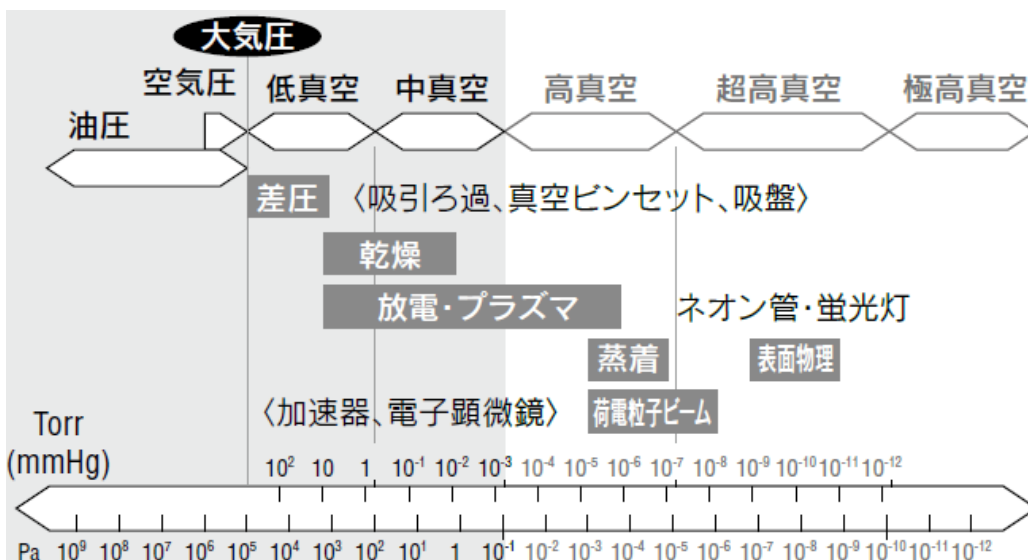 大気圧
空気圧 低真空 中真空 高真空 超高真空 極高真空
油圧
差圧 〈吸引ろ過、真空ピンセット、吸盤〉
乾燥
放電・プラズマ ネオン管・蛍光灯
蒸着 表面物理
〈加速器、電子顕微鏡〉 荷電粒子ビーム
Torr
(mmHg)
10² 10 1 10⁻¹ 10⁻² 10⁻³ 10⁻⁴ 10⁻⁵ 10⁻⁶ 10⁻⁷ 10⁻⁸ 10⁻⁹ 10⁻¹⁰ 10⁻¹¹ 10⁻¹²
Pa 10⁹ 10⁸ 10⁷ 10⁶ 10⁵ 10⁴ 10³ 10² 10¹ 1 10⁻¹ 10⁻² 10⁻³ 10⁻⁴ 10⁻⁵ 10⁻⁶ 10⁻⁷ 10⁻⁸ 10⁻⁹ 10⁻¹⁰ 10⁻¹¹ 10⁻¹²